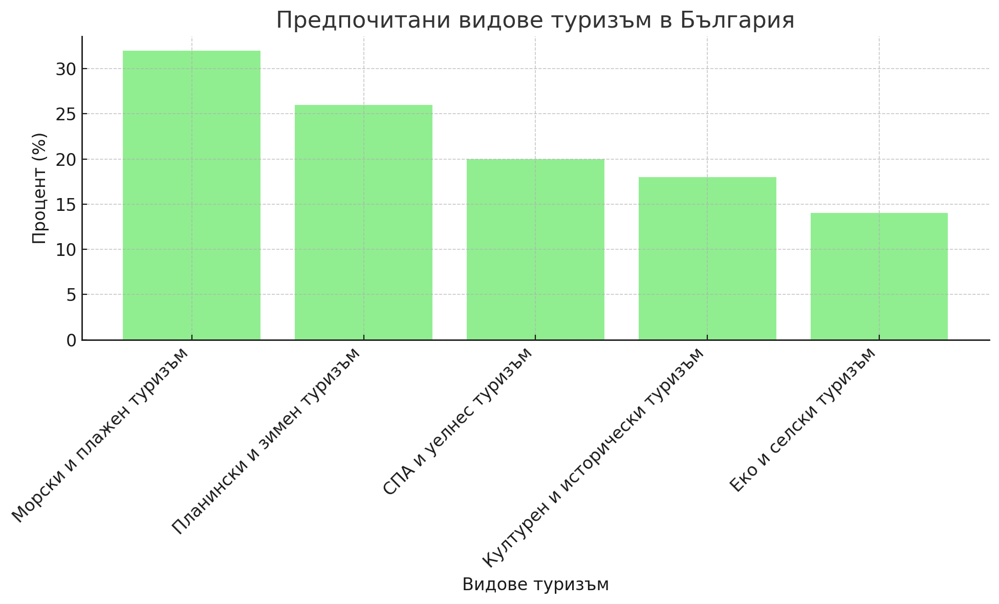 Предпочитани видове туризъм в България
Процент (%)
30
25
20
15
10
5
0
Морски и плажен туризъм
Планински и зимен туризъм
СПА и уелнес туризъм
Културен и исторически туризъм
Еко и селски туризъм
Видове туризъм